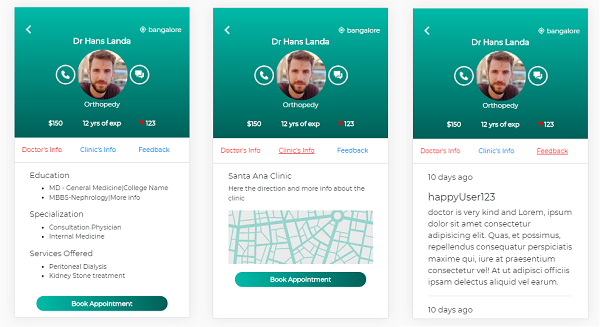 bangalore
Dr Hans Landa
Orthopedy
$150 12 yrs of exp 123
Doctor's Info Clinic's Info Feedback
Education
MD - General Medicine|College Name
MBBS-Nephrology|More info
Specialization
Consultation Physician
Internal Medicine
Services Offered
Peritoneal Dialysis
Kidney Stone treatment
Book Appointment
bangalore
Dr Hans Landa
Orthopedy
$150 12 yrs of exp 123
Doctor's Info Clinic's Info Feedback
Santa Ana Clinic
Here the direction and more info about the
clinic
Book Appointment
bangalore
Dr Hans Landa
Orthopedy
$150 12 yrs of exp 123
Doctor's Info Clinic's Info Feedback
10 days ago
happyUser123
doctor is very kind and Lorem, ipsum
dolor sit amet consectetur
adipisicing elit. Quas, et possimus,
repellendus consequatur perspiciatis
maxime qui, iure at praesentium
consectetur vel! At ut adipisci officiis
ipsam delectus aliquid vel earum.
10 days ago